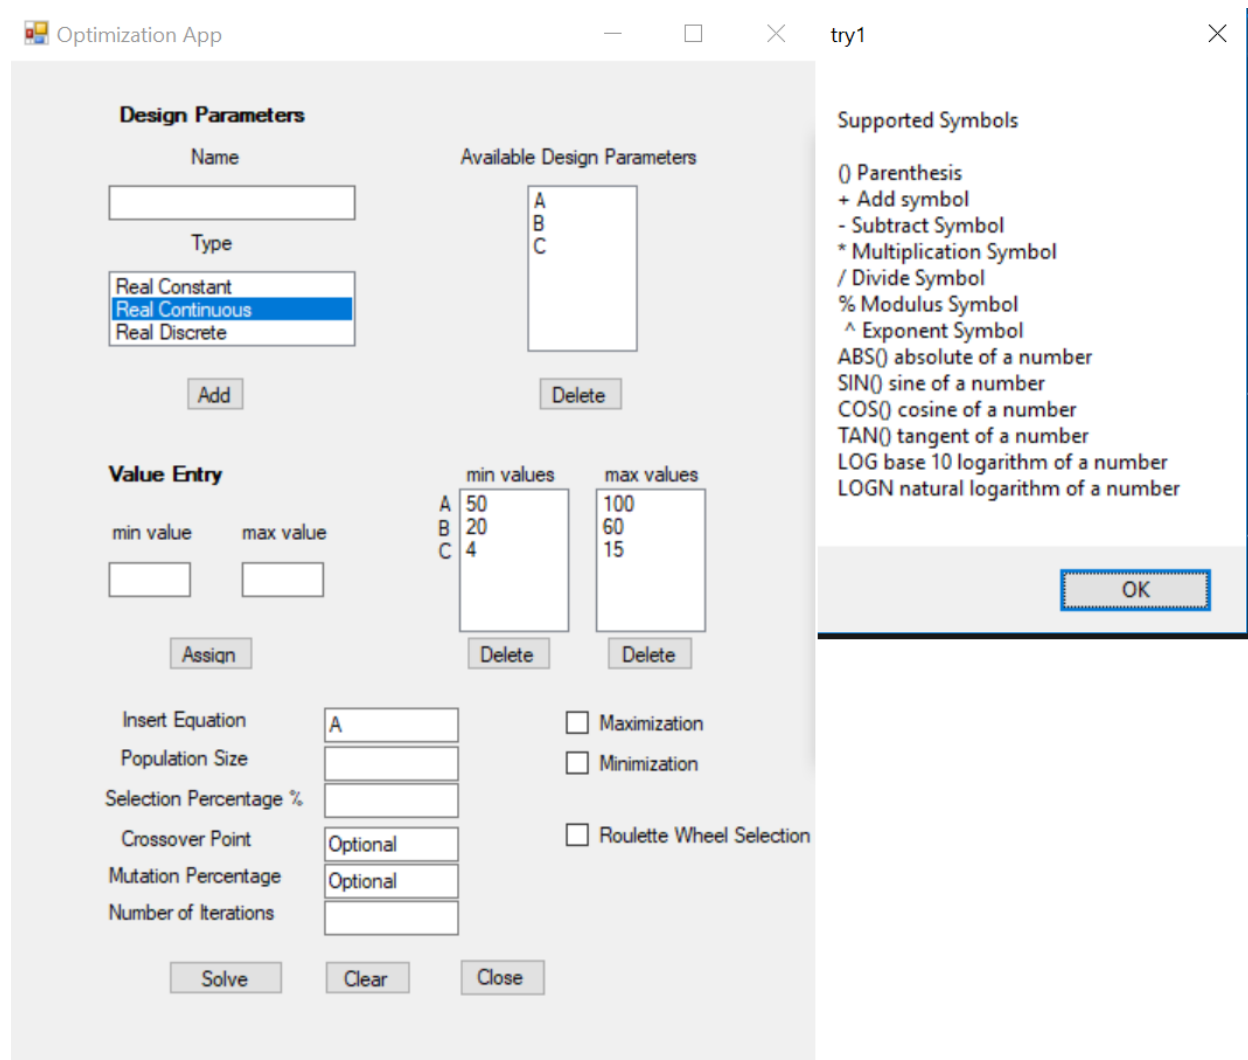 Optimization App
Design Parameters
Name
Available Design Parameters
A
B
C
Type
Real Constant
Real Continuous
Real Discrete
Add
Delete
Value Entry
min values
max values
min value
max value
A 50 100
B 20 60
C 4 15
Assign
Delete
Delete
Insert Equation
A
Maximization
Population Size
Minimization
Selection Percentage %
Crossover Point
Optional
Roulette Wheel Selection
Mutation Percentage
Optional
Number of Iterations
Solve
Clear
Close
try1
Supported Symbols
() Parenthesis
+ Add symbol
- Subtract Symbol
* Multiplication Symbol
/ Divide Symbol
% Modulus Symbol
^ Exponent Symbol
ABS() absolute of a number
SIN() sine of a number
COS() cosine of a number
TAN() tangent of a number
LOG base 10 logarithm of a number
LOGN natural logarithm of a number
OK